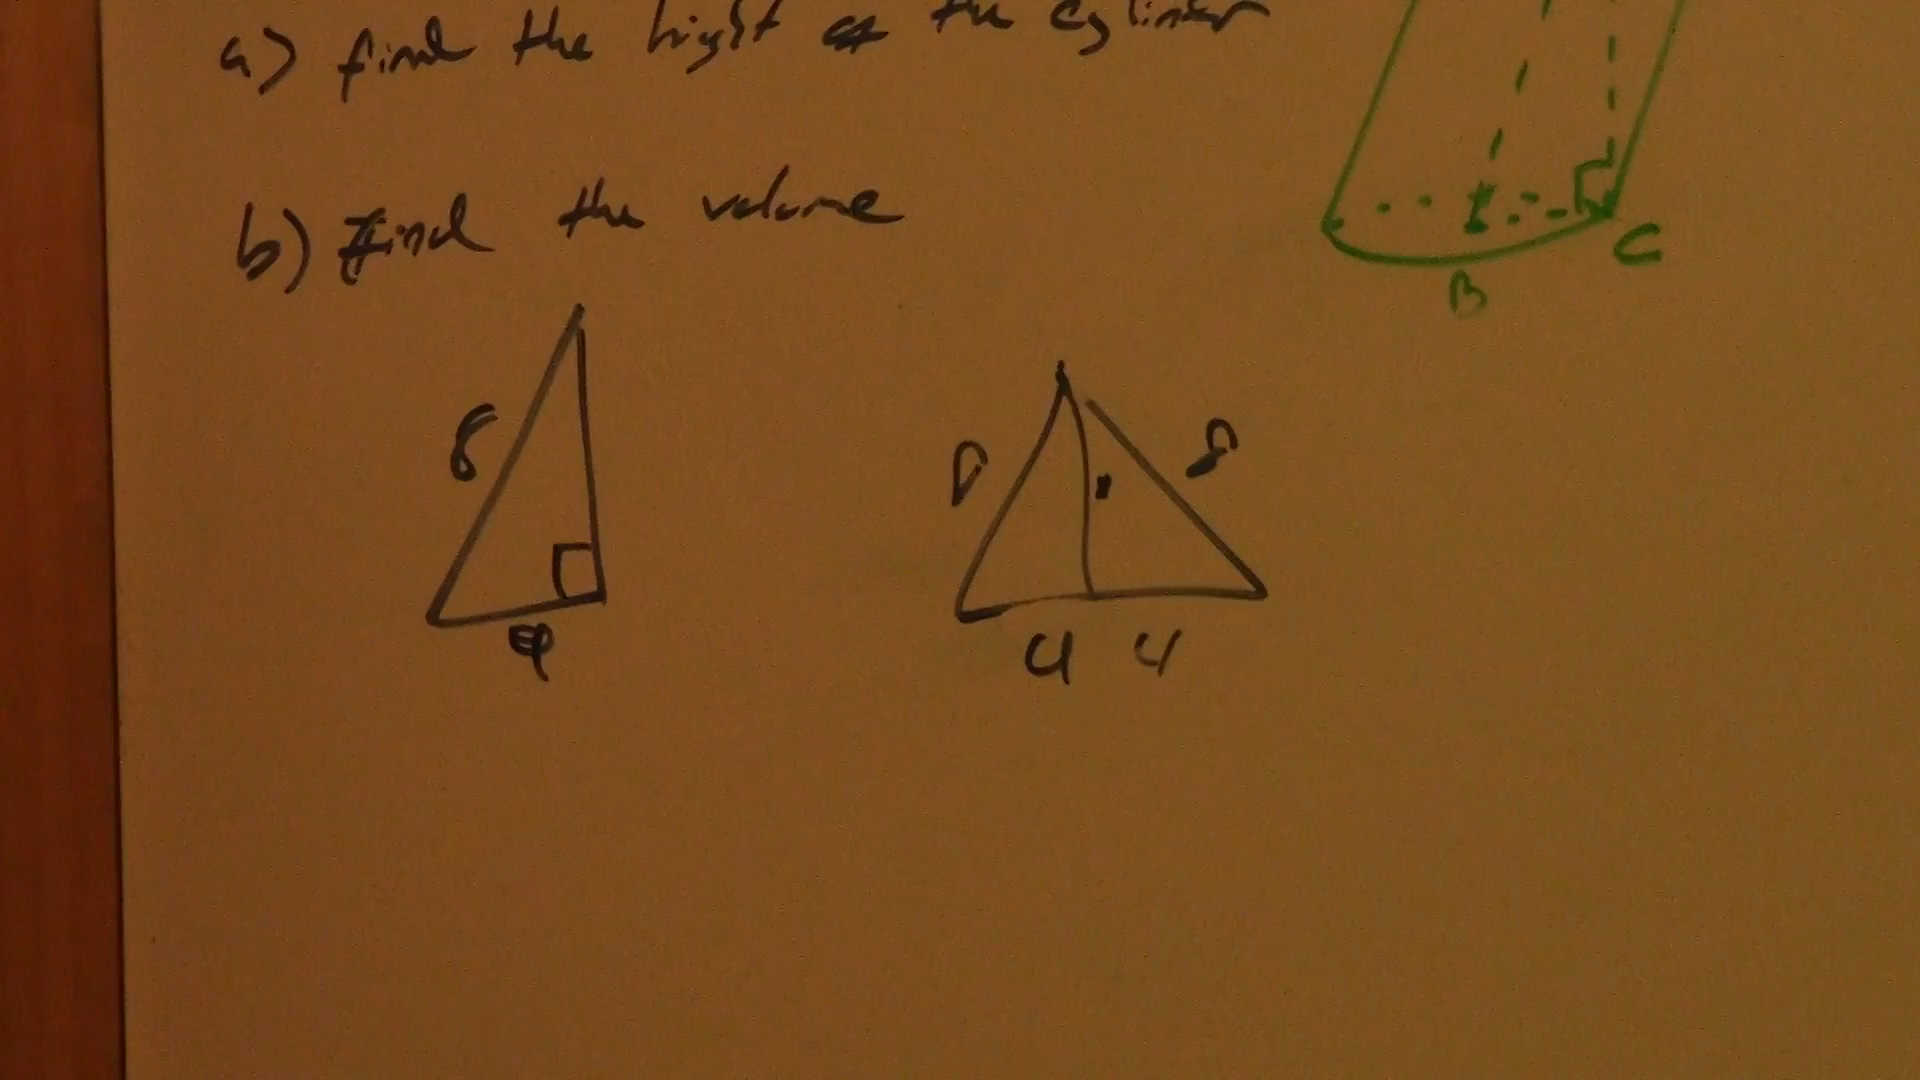 a) find the hight of the cylinder
b) find the volume
C
B
8
8
8
4
4 4